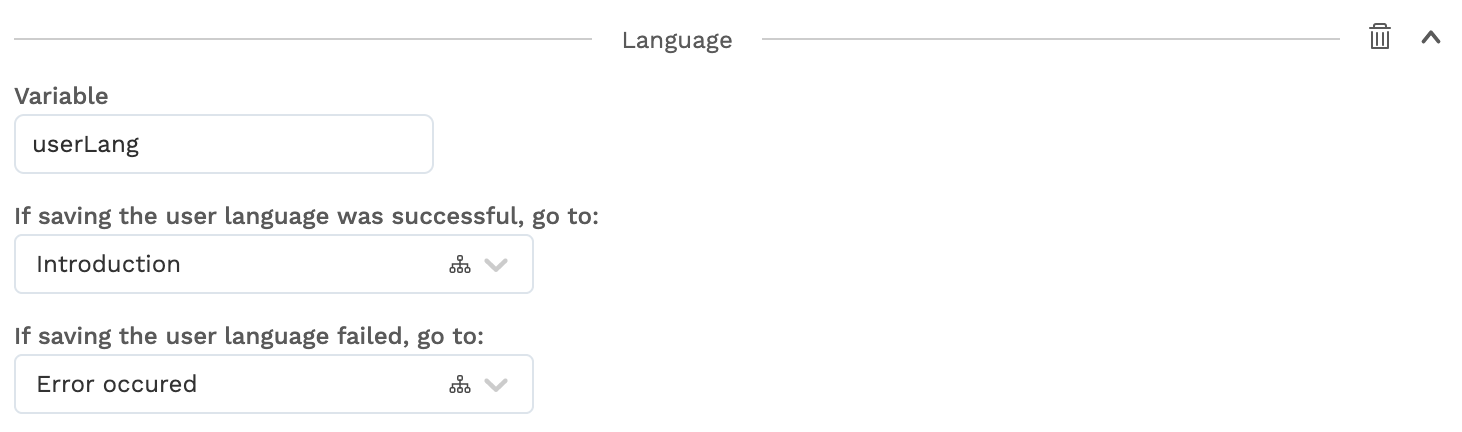 Language
Variable
userLang
If saving the user language was successful, go to:
Introduction
If saving the user language failed, go to:
Error occured